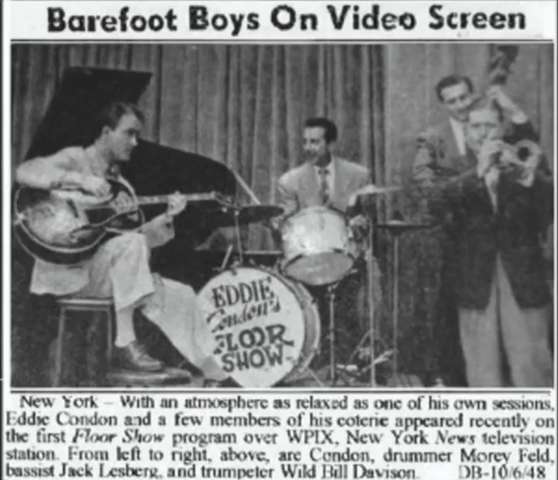 Barefoot Boys On Video Screen
EDDIE
Condon's
FLOOR
SHOW
New York – With an atmosphere as relaxed as one of his own sessions,
Eddie Condon and a few members of his coterie appeared recently on
the first Floor Show program over WPIX, New York News television
station. From left to right, above, are Condon, drummer Morey Feld,
bassist Jack Lesberg, and trumpeter Wild Bill Davison. DB-10/6/48